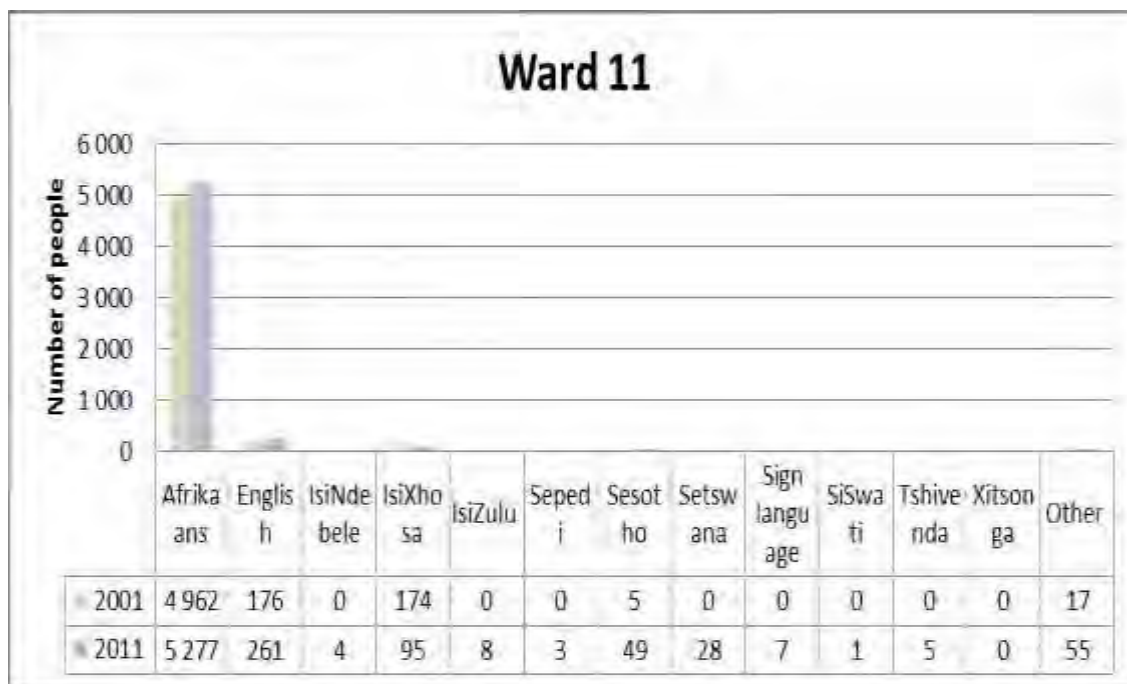 Ward 11
Number of people
6 000
5 000
4 000
3 000
2 000
1 000
0
Afrika ans Englis h IsiNde bele IsiXho sa IsiZulu Seped i Sesot ho Setsw ana Sign langu age SiSwa ti Tshive nda Xitson ga Other
2001 4 962 176 0 174 0 0 5 0 0 0 0 0 17
2011 5 277 261 4 95 8 3 49 28 7 1 5 0 55